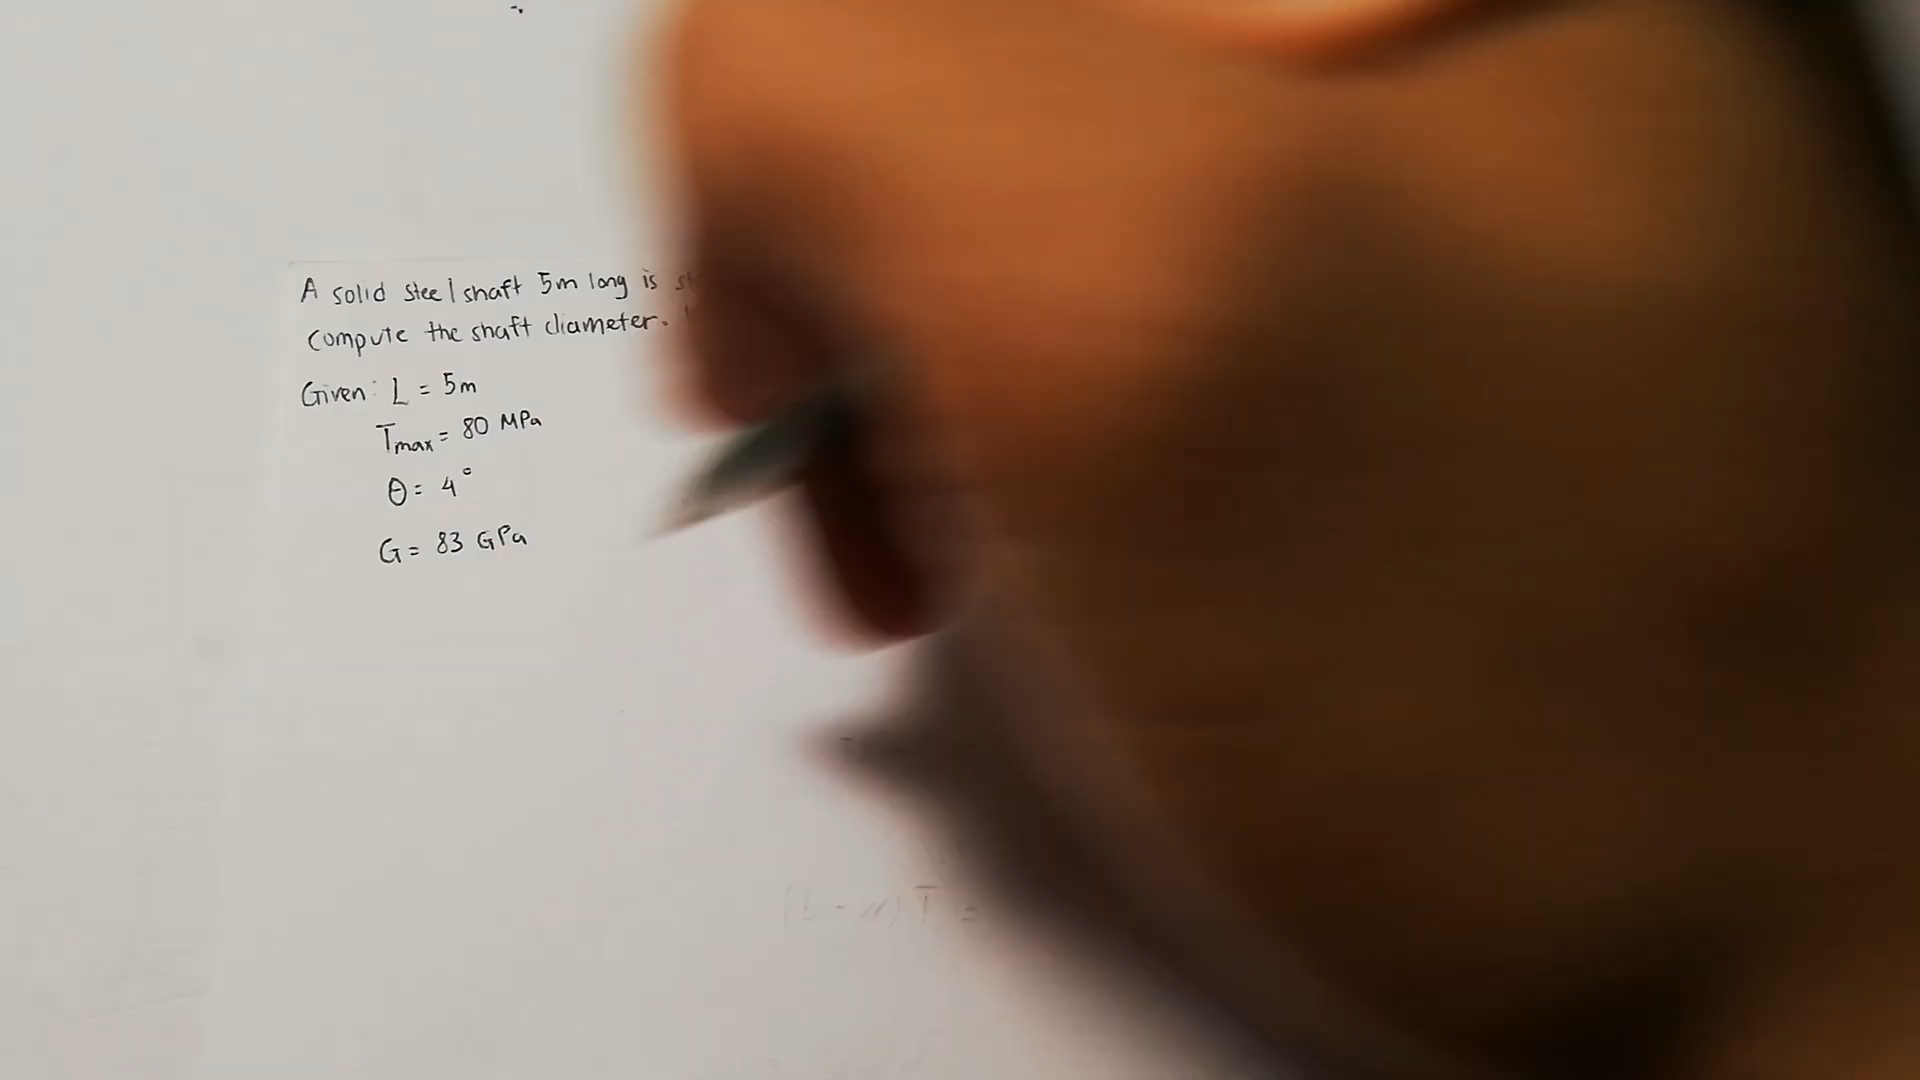 A solid steel shaft 5m long is
compute the shaft diameter.
Given: L = 5m
Tmax = 80 MPa
θ = 4°
G = 83 GPa